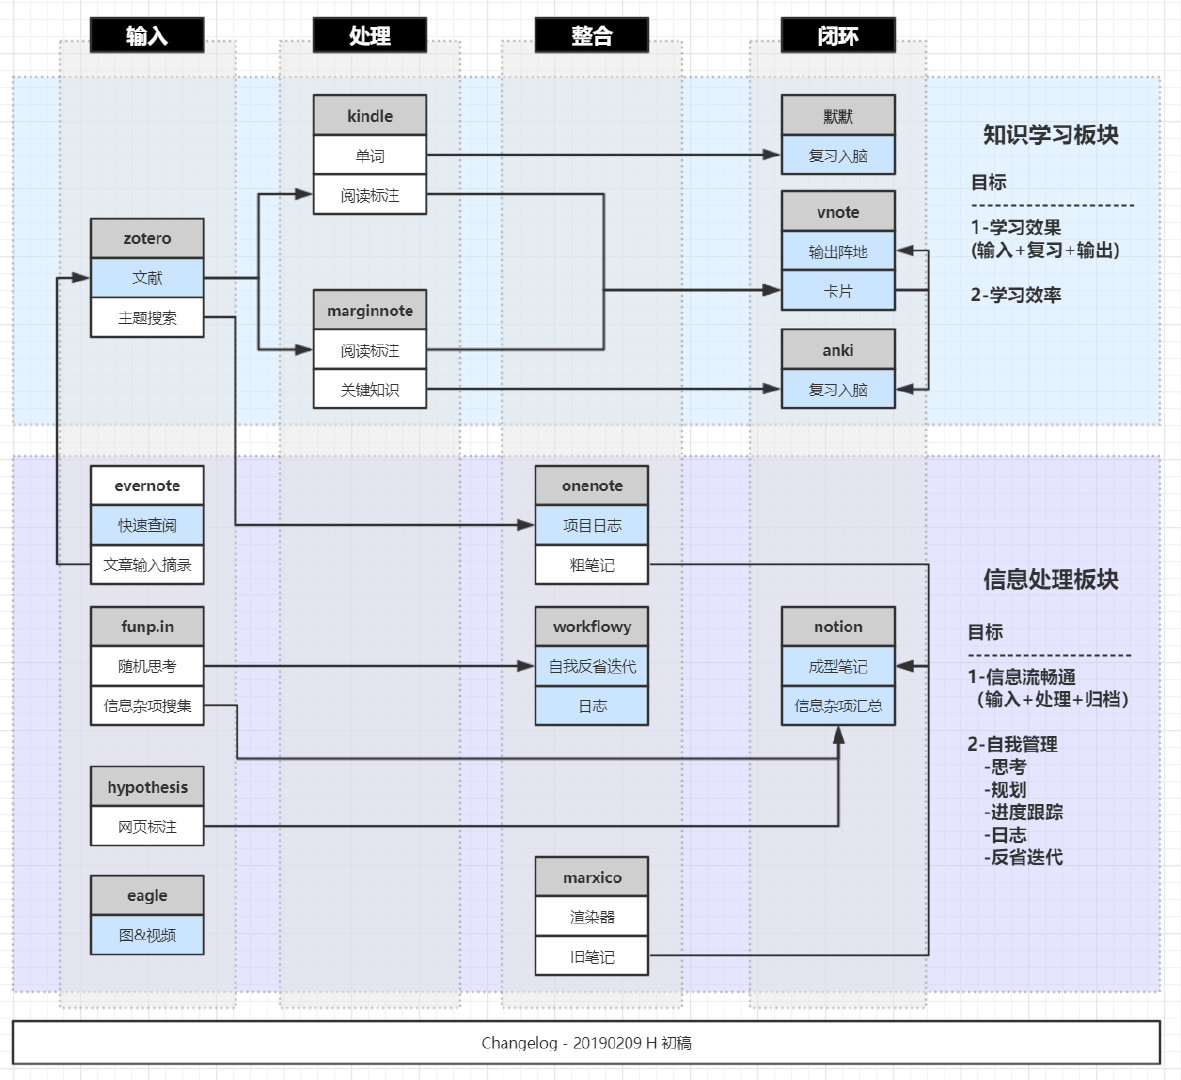 输入
处理
整合
闭环
kindle
单词
阅读标注
默默
复习入脑
知识学习板块
目标
1-学习效果
(输入+复习+输出)
2-学习效率
zotero
文献
主题搜索
vnote
输出阵地
卡片
marginnote
阅读标注
关键知识
anki
复习入脑
evernote
快速查阅
文章输入摘录
onenote
项目日志
粗笔记
信息处理板块
目标
1-信息流畅通
（输入+处理+归档）
2-自我管理
-思考
-规划
-进度跟踪
-日志
-反省迭代
funp.in
随机思考
信息杂项搜集
workflowy
自我反省迭代
日志
notion
成型笔记
信息杂项汇总
hypothesis
网页标注
eagle
图&视频
marxico
渲染器
旧笔记
Changelog - 20190209 H 初稿